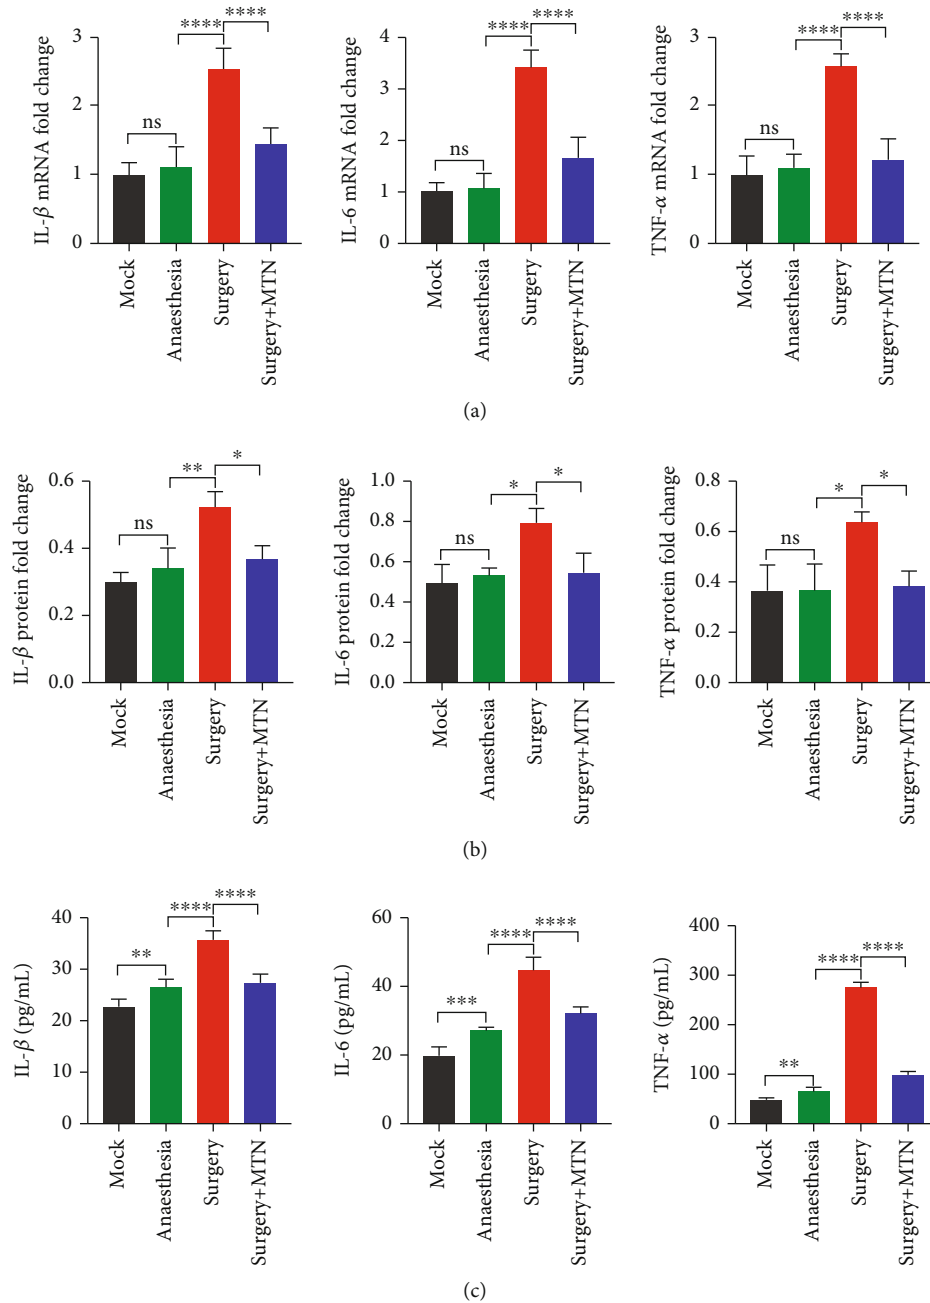 IL-β mRNA fold change
3
2
1
0
ns
****
****
Mock
Anaesthesia
Surgery
Surgery+MTN
IL-6 mRNA fold change
4
3
2
1
0
ns
****
****
Mock
Anaesthesia
Surgery
Surgery+MTN
TNF-α mRNA fold change
3
2
1
0
ns
****
****
Mock
Anaesthesia
Surgery
Surgery+MTN
(a)
IL-β protein fold change
0.6
0.4
0.2
0.0
ns
**
*
Mock
Anaesthesia
Surgery
Surgery+MTN
IL-6 protein fold change
1.0
0.8
0.6
0.4
0.2
0.0
ns
*
*
Mock
Anaesthesia
Surgery
Surgery+MTN
TNF-α protein fold change
0.8
0.6
0.4
0.2
0.0
ns
*
*
Mock
Anaesthesia
Surgery
Surgery+MTN
(b)
IL-β (pg/mL)
40
30
20
10
0
**
****
****
Mock
Anaesthesia
Surgery
Surgery+MTN
IL-6 (pg/mL)
60
40
20
0
***
****
****
Mock
Anaesthesia
Surgery
Surgery+MTN
TNF-α (pg/mL)
400
300
200
100
0
**
****
****
Mock
Anaesthesia
Surgery
Surgery+MTN
(c)